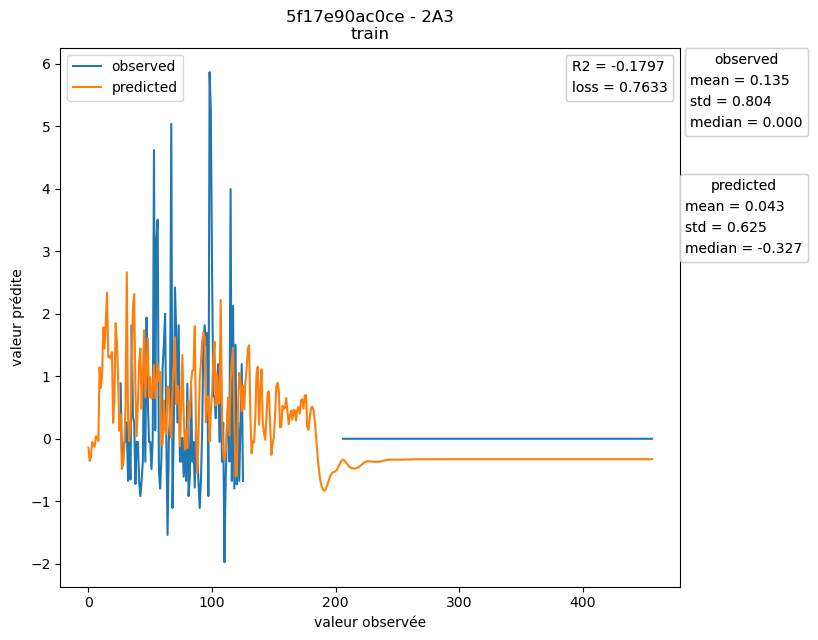 5f17e90ac0ce - 2A3
train
observed
predicted
R2 = -0.1797
loss = 0.7633
observed
mean = 0.135
std = 0.804
median = 0.000
predicted
mean = 0.043
std = 0.625
median = -0.327
valeur prédite
6
5
4
3
2
1
0
−1
−2
0
100
200
300
400
valeur observée